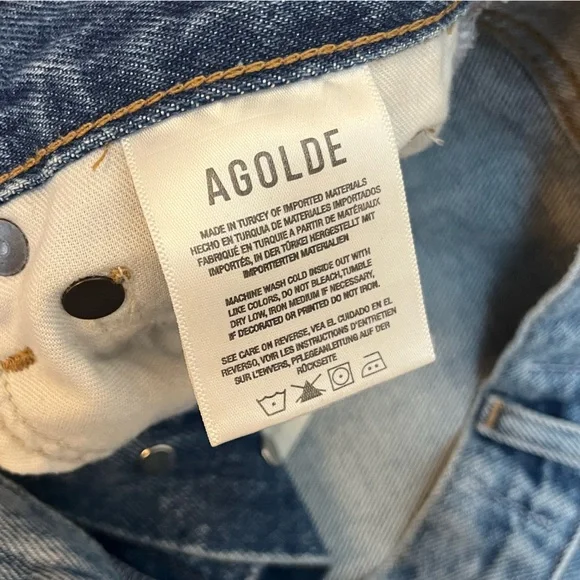 AGOLDE
MADE IN TURKEY OF IMPORTED MATERIALS
HECHO EN TURQUIA DE MATERIALES IMPORTADOS
FABRIQUÉ EN TURQUIE A PARTIR DE MATÉRIAUX
IMPORTÉS, IN DER TÜRKEI HERGESTELLT MIT
IMPORTIERTEN MATERIALIEN
MACHINE WASH COLD INSIDE OUT WITH
LIKE COLORS, DO NOT BLEACH,TUMBLE
DRY LOW, IRON MEDIUM IF NECESSARY.
IF DECORATED OR PRINTED DO NOT IRON.
SEE CARE ON REVERSE, VEA EL CUIDADO EN EL
REVERSO, VOIR LES INSTRUCTIONS D'ENTRETIEN
SUR L'ENVERS, PFLEGEANLEITUNG AUF DER
RÜCKSEITE